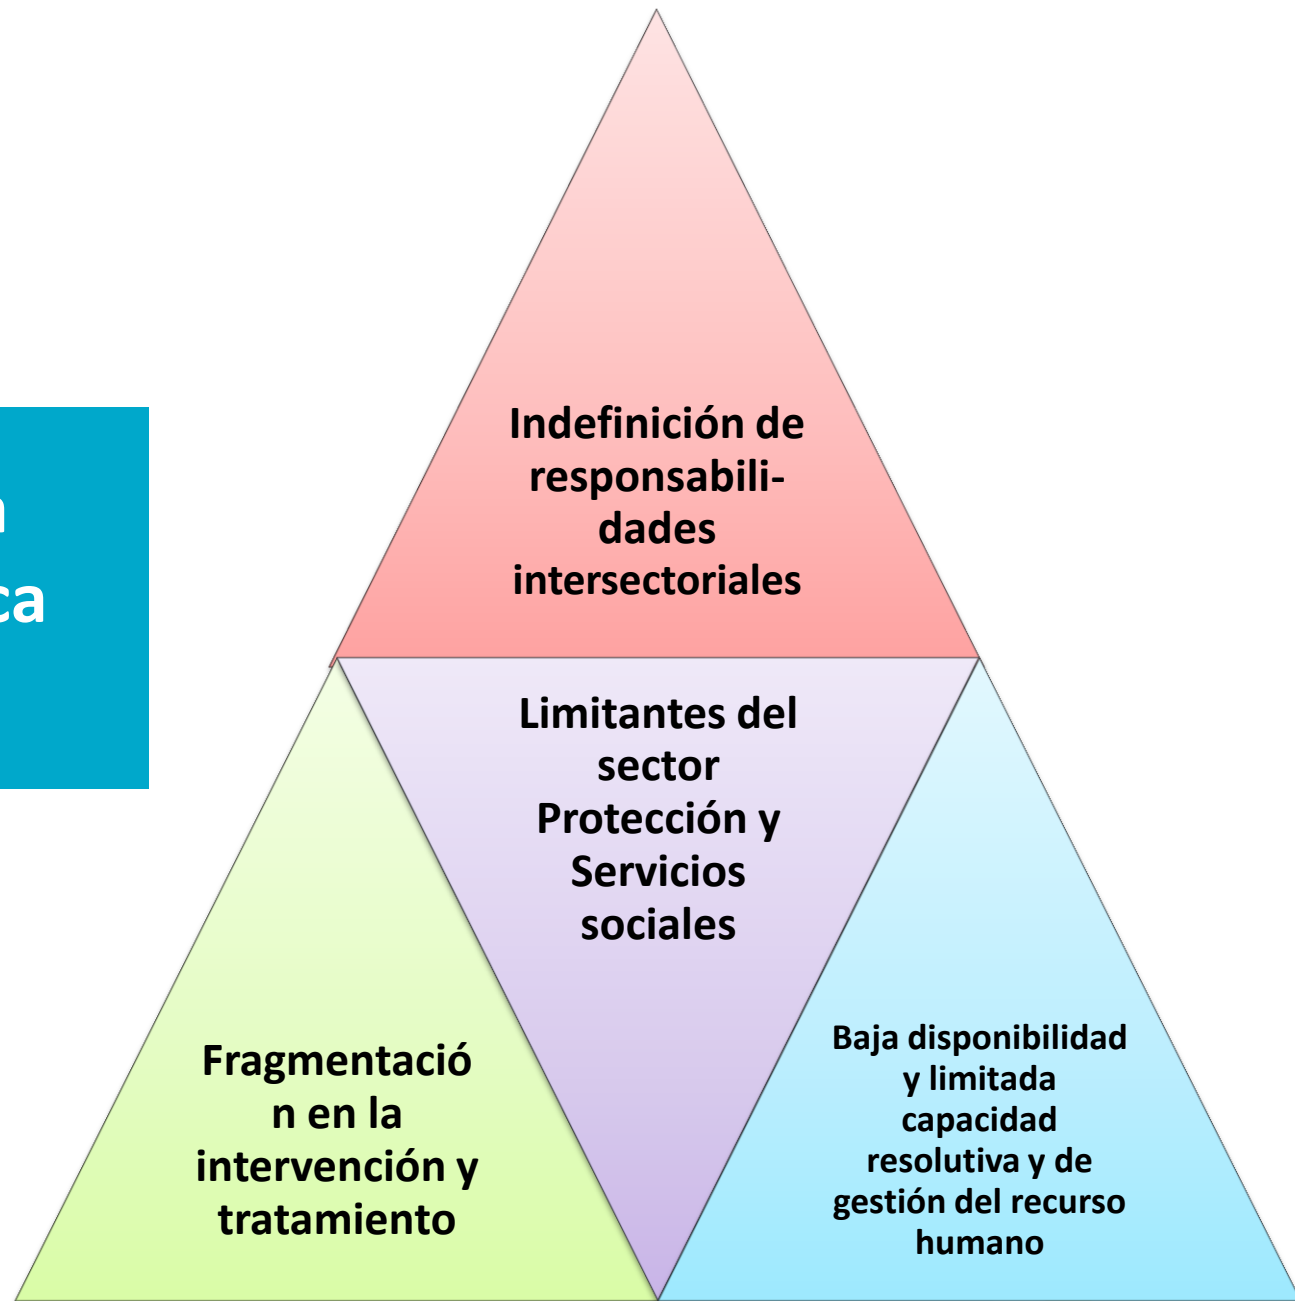 Indefinición de
responsabili-
dades
intersectoriales
Limitantes del
sector
Protección y
Servicios
sociales
Fragmentació
n en la
intervención y
tratamiento
Baja disponibilidad
y limitada
capacidad
resolutiva y de
gestión del recurso
humano